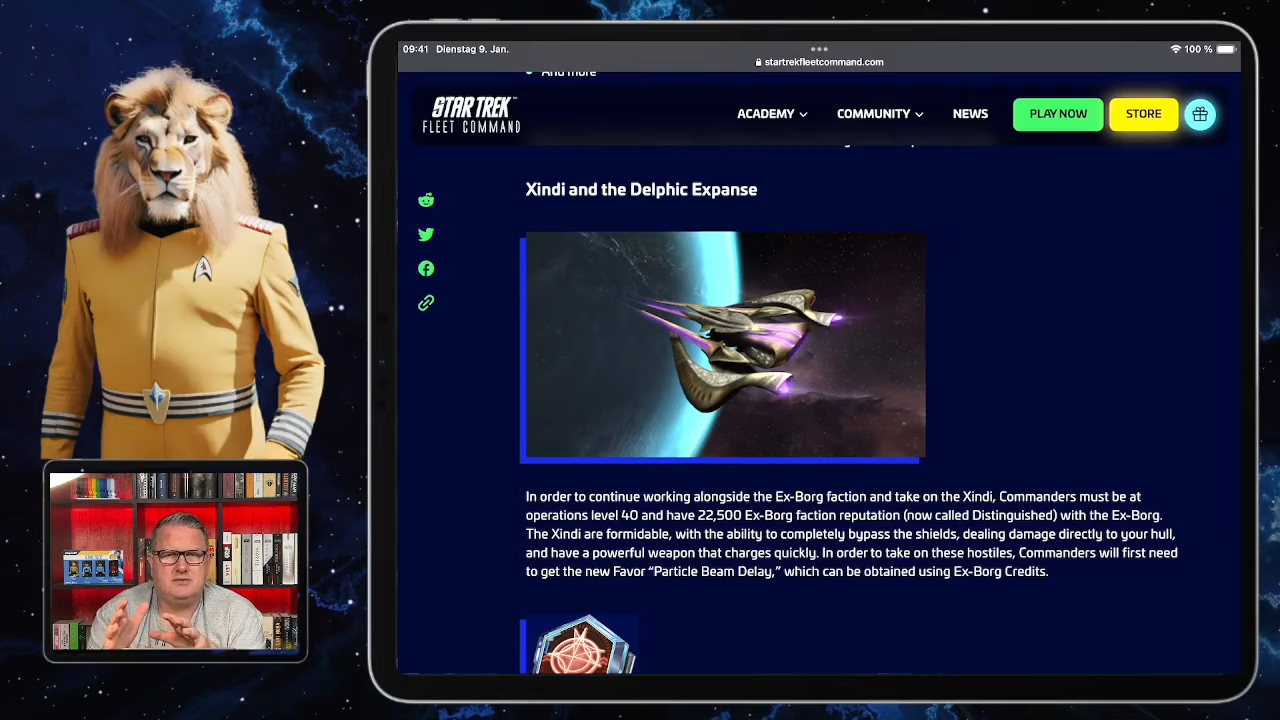 09:41 Dienstag 9. Jan.
100 %
startrekfleetcommand.com
And more
STAR TREK
FLEET COMMAND
ACADEMY
COMMUNITY
NEWS
PLAY NOW
STORE
Xindi and the Delphic Expanse
In order to continue working alongside the Ex-Borg faction and take on the Xindi, Commanders must be at
operations level 40 and have 22,500 Ex-Borg faction reputation (now called Distinguished) with the Ex-Borg.
The Xindi are formidable, with the ability to completely bypass the shields, dealing damage directly to your hull,
and have a powerful weapon that charges quickly. In order to take on these hostiles, Commanders will first need
to get the new Favor “Particle Beam Delay,” which can be obtained using Ex-Borg Credits.